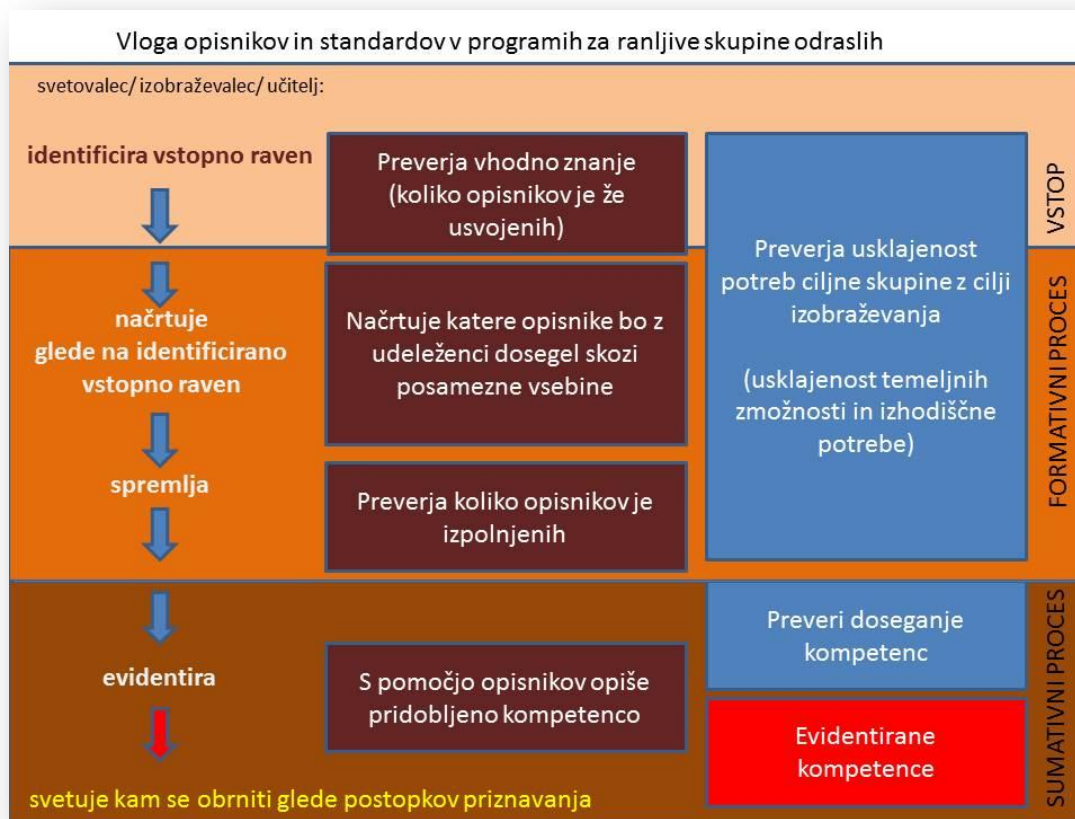 Vloga opisnikov in standardov v programih za ranljive skupine odraslih
svetovalec/ izobraževalec/ učitelj:
identificira vstopno raven
Preverja vhodno znanje
(koliko opisnikov je že
usvojenih)
Preverja usklajenost
potreb ciljne skupine z cilji
izobraževanja
(usklajenost temeljnih
zmožnosti in izhodiščne
potrebe)
VSTOP
načrtuje
glede na identificirano
vstopno raven
Načrtuje katere opisnike bo z
udeleženci dosegel skozi
posamezne vsebine
FORMATIVNI PROCES
spremlja
Preverja koliko opisnikov je
izpolnjenih
evidentira
S pomočjo opisnikov opiše
pridobljeno kompetenco
Preveri doseganje
kompetenc
Evidentirane
kompetence
SUMATIVNI PROCES
svetuje kam se obrniti glede postopkov priznavanja